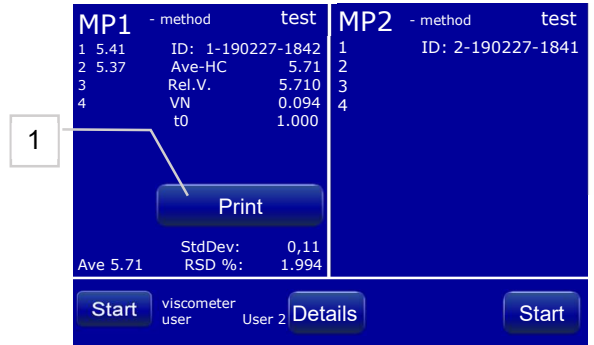 MP1 - method test
1 5.41 ID: 1-190227-1842
2 5.37 Ave-HC 5.71
3 Rel.V. 5.710
4 VN 0.094
t0 1.000
1
Print
StdDev: 0,11
Ave 5.71 RSD %: 1.994
MP2 - method test
1 ID: 2-190227-1841
2
3
4
Start viscometer
user User 2 Details Start